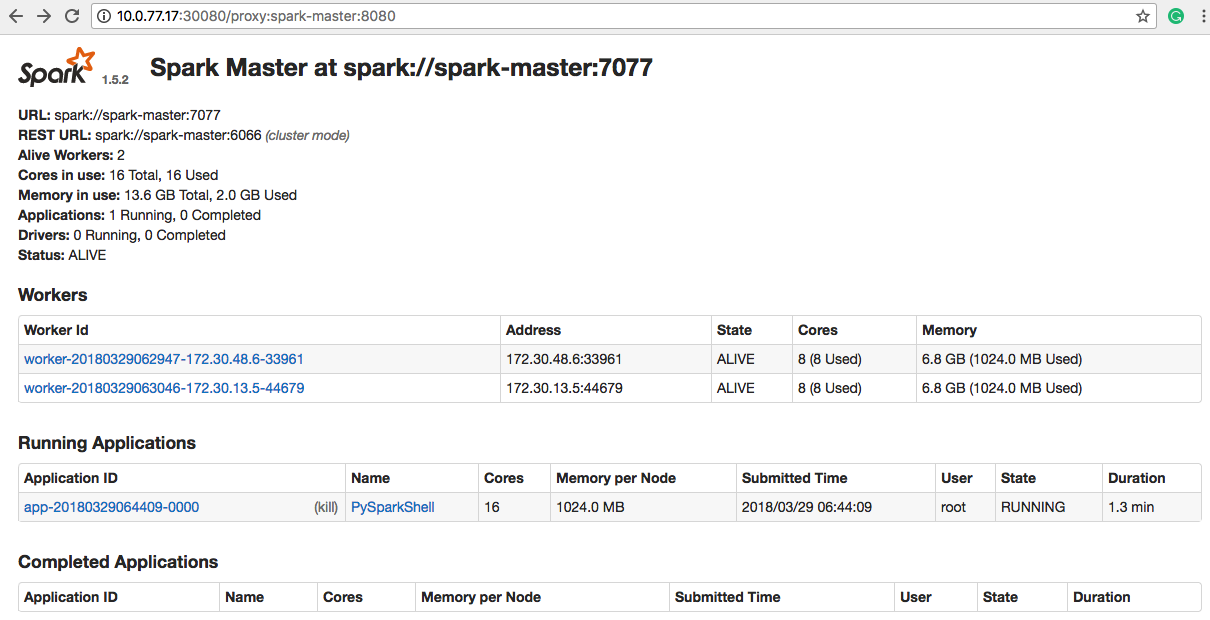 10.0.77.17:30080/proxy:spark-master:8080
Spark 1.5.2 Spark Master at spark://spark-master:7077
URL: spark://spark-master:7077
REST URL: spark://spark-master:6066 (cluster mode)
Alive Workers: 2
Cores in use: 16 Total, 16 Used
Memory in use: 13.6 GB Total, 2.0 GB Used
Applications: 1 Running, 0 Completed
Drivers: 0 Running, 0 Completed
Status: ALIVE
Workers
Worker Id Address State Cores Memory
worker-20180329062947-172.30.48.6-33961 172.30.48.6:33961 ALIVE 8 (8 Used) 6.8 GB (1024.0 MB Used)
worker-20180329063046-172.30.13.5-44679 172.30.13.5:44679 ALIVE 8 (8 Used) 6.8 GB (1024.0 MB Used)
Running Applications
Application ID Name Cores Memory per Node Submitted Time User State Duration
app-20180329064409-0000 (kill) PySparkShell 16 1024.0 MB 2018/03/29 06:44:09 root RUNNING 1.3 min
Completed Applications
Application ID Name Cores Memory per Node Submitted Time User State Duration